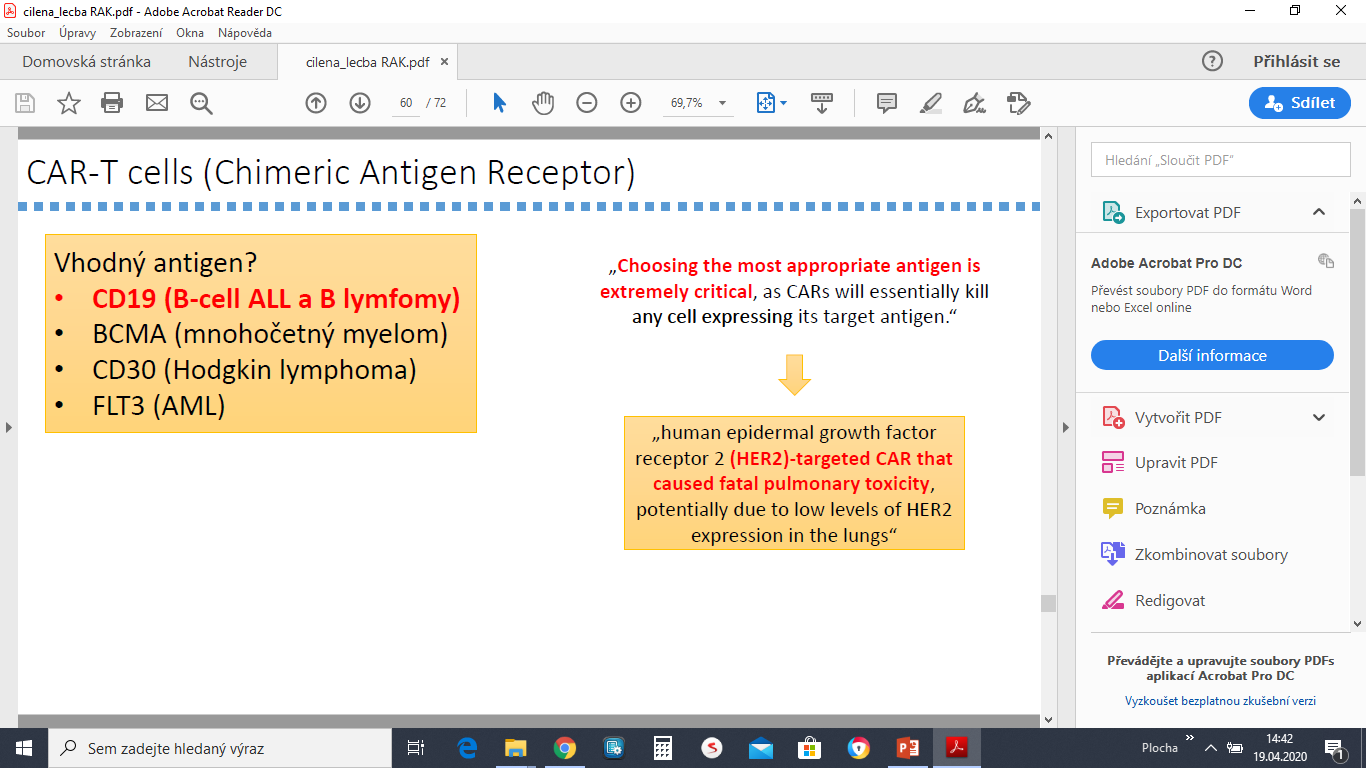 cilena_lecba RAK.pdf - Adobe Acrobat Reader DC
Soubor Úpravy Zobrazení Okna Nápověda
Domovská stránka Nástroje cilena_lecba RAK.pdf × Přihlásit se
60 / 72 69,7% Sdílet
CAR-T cells (Chimeric Antigen Receptor)
Vhodný antigen?
• CD19 (B-cell ALL a B lymfomy)
• BCMA (mnohočetný myelom)
• CD30 (Hodgkin lymphoma)
• FLT3 (AML)
„Choosing the most appropriate antigen is
extremely critical, as CARs will essentially kill
any cell expressing its target antigen.“
„human epidermal growth factor
receptor 2 (HER2)-targeted CAR that
caused fatal pulmonary toxicity,
potentially due to low levels of HER2
expression in the lungs“
Hledání „Sloučit PDF“
Exportovat PDF
Adobe Acrobat Pro DC
Převést soubory PDF do formátu Word
nebo Excel online
Další informace
Vytvořit PDF
Upravit PDF
Poznámka
Zkombinovat soubory
Redigovat
Převádějte a upravujte soubory PDFs
aplikací Acrobat Pro DC
Vyzkoušet bezplatnou zkušební verzi
Sem zadejte hledaný výraz
Plocha
14:42
19.04.2020
1